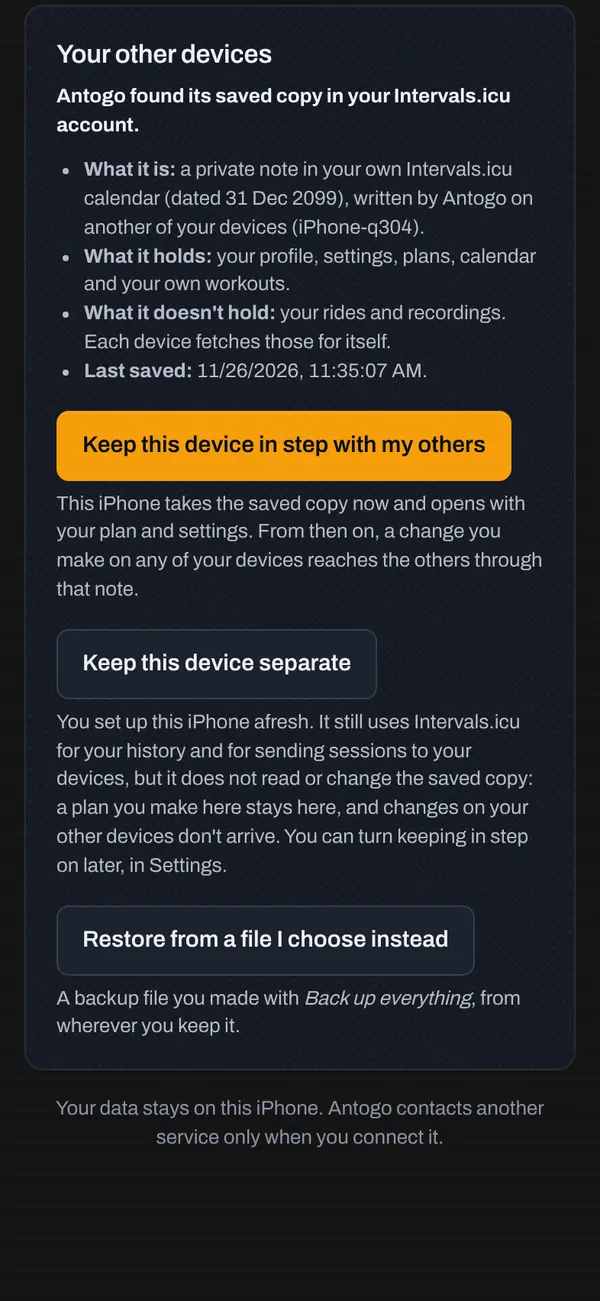 Your other devices
Antogo found its saved copy in your Intervals.icu
account.
• What it is: a private note in your own Intervals.icu
calendar (dated 31 Dec 2099), written by Antogo on
another of your devices (iPhone-q304).
• What it holds: your profile, settings, plans, calendar
and your own workouts.
• What it doesn't hold: your rides and recordings.
Each device fetches those for itself.
• Last saved: 11/26/2026, 11:35:07 AM.
Keep this device in step with my others
This iPhone takes the saved copy now and opens with
your plan and settings. From then on, a change you
make on any of your devices reaches the others through
that note.
Keep this device separate
You set up this iPhone afresh. It still uses Intervals.icu
for your history and for sending sessions to your
devices, but it does not read or change the saved copy:
a plan you make here stays here, and changes on your
other devices don't arrive. You can turn keeping in step
on later, in Settings.
Restore from a file I choose instead
A backup file you made with Back up everything, from
wherever you keep it.
Your data stays on this iPhone. Antogo contacts another
service only when you connect it.